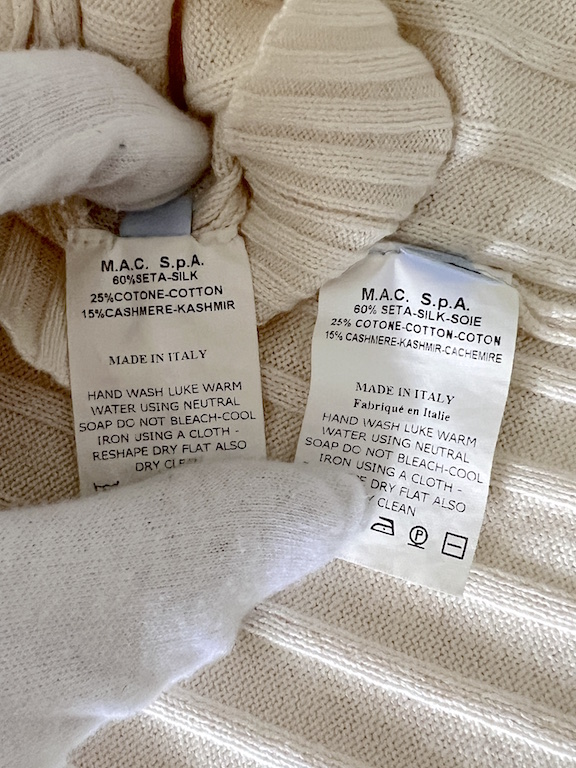 M.A.C. S.p.A.
60%SETA-SILK
25%COTONE-COTTON
15%CASHMERE-KASHMIR
MADE IN ITALY
HAND WASH LUKE WARM
WATER USING NEUTRAL
SOAP DO NOT BLEACH-COOL
IRON USING A CLOTH -
RESHAPE DRY FLAT ALSO
DRY
M.A.C. S.p.A.
60% SETA-SILK-SOIE
25% COTONE-COTTON-COTON
15% CASHMERE-KASHMIR-CACHEMIRE
MADE IN ITALY
Fabriqué en Italie
HAND WASH LUKE WARM
WATER USING NEUTRAL
SOAP DO NOT BLEACH-COOL
IRON USING A CLOTH -
DRY FLAT ALSO
CLEAN
P